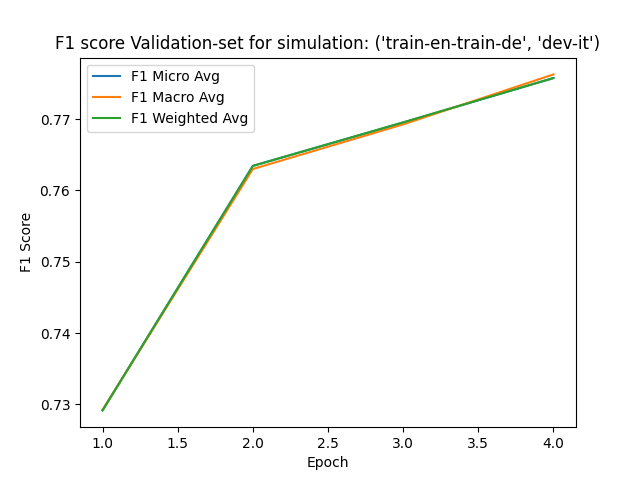 F1 score Validation-set for simulation: ('train-en-train-de', 'dev-it')
F1 Micro Avg
F1 Macro Avg
F1 Weighted Avg
0.77
0.76
0.75
0.74
0.73
F1 Score
1.0 1.5 2.0 2.5 3.0 3.5 4.0
Epoch